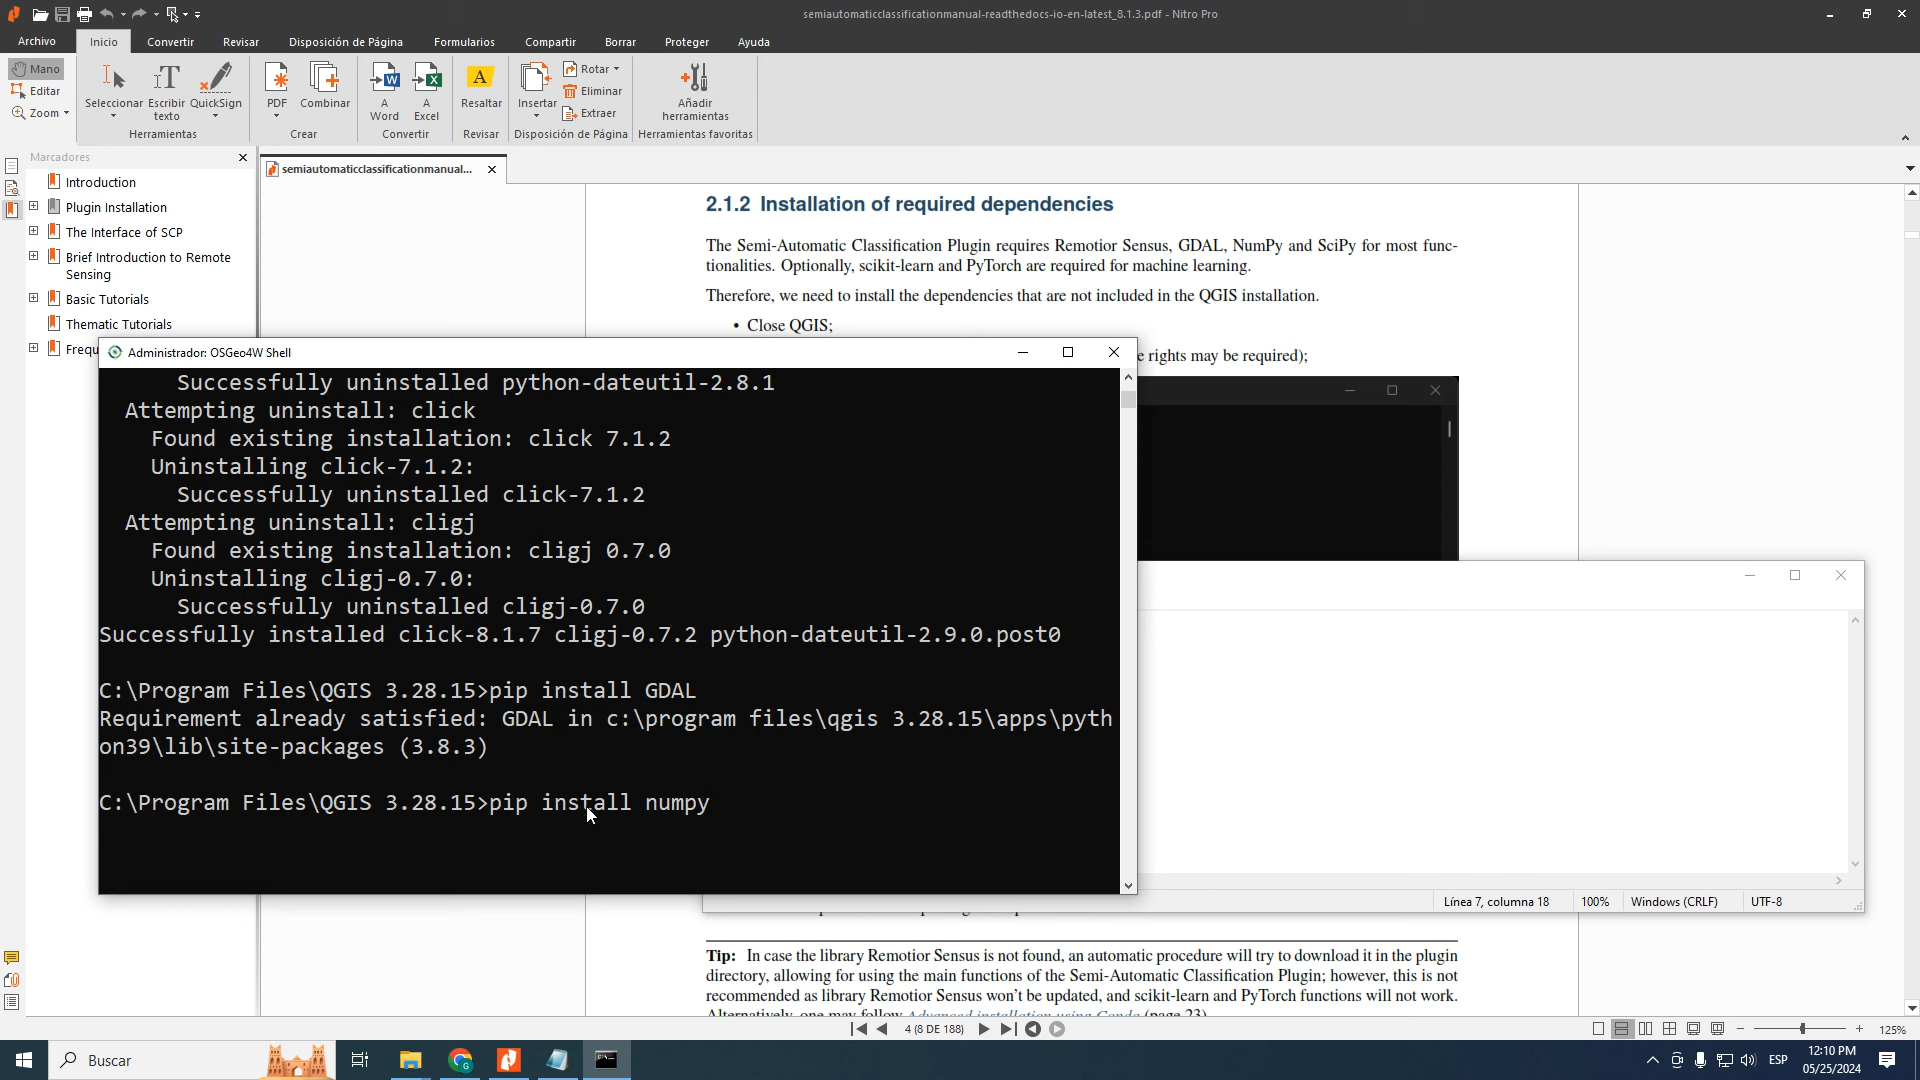 semiautomaticclassificationmanual-readthedocs-io-en-latest_8.1.3.pdf - Nitro Pro
Archivo
Inicio
Convertir
Revisar
Disposición de Página
Formularios
Compartir
Borrar
Proteger
Ayuda
Mano
Editar
Zoom
Seleccionar
Escribir texto
QuickSign
Herramientas
PDF
Combinar
Crear
A Word
A Excel
Convertir
Resaltar
Revisar
Insertar
Rotar
Eliminar
Extraer
Disposición de Página
Añadir herramientas
Herramientas favoritas
Marcadores
Introduction
Plugin Installation
The Interface of SCP
Brief Introduction to Remote
Sensing
Basic Tutorials
Thematic Tutorials
Frequ
semiautomaticclassificationmanual...
2.1.2 Installation of required dependencies
The Semi-Automatic Classification Plugin requires Remotior Sensus, GDAL, NumPy and SciPy for most func-
tionalities. Optionally, scikit-learn and PyTorch are required for machine learning.
Therefore, we need to install the dependencies that are not included in the QGIS installation.
• Close QGIS;
e rights may be required);
Administrador: OSGeo4W Shell
Successfully uninstalled python-dateutil-2.8.1
Attempting uninstall: click
Found existing installation: click 7.1.2
Uninstalling click-7.1.2:
Successfully uninstalled click-7.1.2
Attempting uninstall: cligj
Found existing installation: cligj 0.7.0
Uninstalling cligj-0.7.0:
Successfully uninstalled cligj-0.7.0
Successfully installed click-8.1.7 cligj-0.7.2 python-dateutil-2.9.0.post0
C:\Program Files\QGIS 3.28.15>pip install GDAL
Requirement already satisfied: GDAL in c:\program files\qgis 3.28.15\apps\pyth
on39\lib\site-packages (3.8.3)
C:\Program Files\QGIS 3.28.15>pip install numpy
Línea 7, columna 18
100%
Windows (CRLF)
UTF-8
Tip: In case the library Remotior Sensus is not found, an automatic procedure will try to download it in the plugin
directory, allowing for using the main functions of the Semi-Automatic Classification Plugin; however, this is not
recommended as library Remotior Sensus won't be updated, and scikit-learn and PyTorch functions will not work.
Alternatively, one may follow Advanced installation using Conda (page 23)
4 (8 DE 188)
125%
Buscar
ESP
12:10 PM
05/25/2024